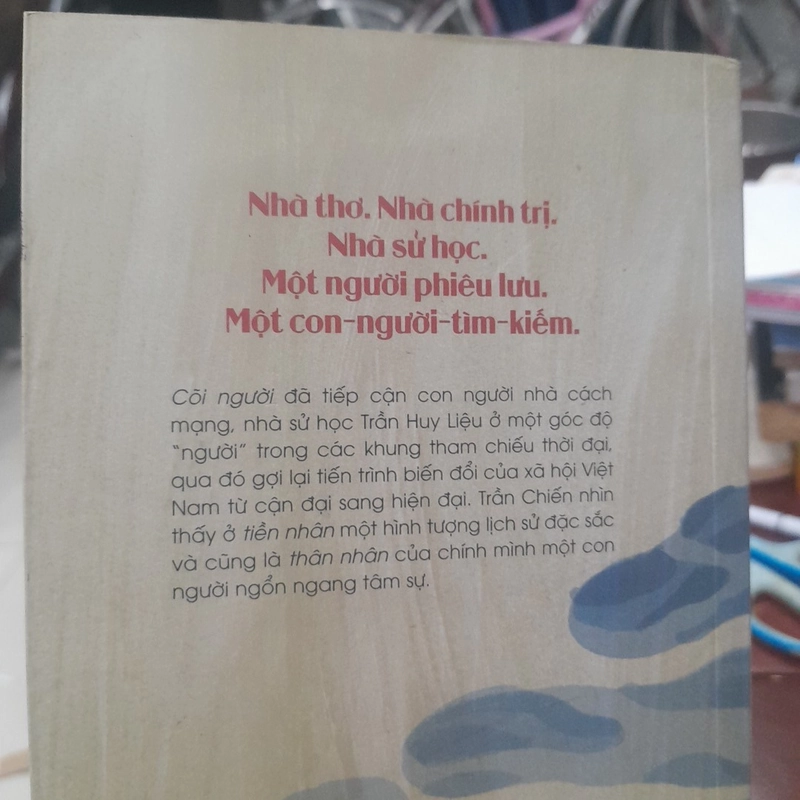 Nhà thơ. Nhà chính trị.
Nhà sử học.
Một người phiêu lưu.
Một con-người-tìm-kiếm.
Cõi người đã tiếp cận con người nhà cách
mạng, nhà sử học Trần Huy Liệu ở một góc độ
“người” trong các khung tham chiếu thời đại,
qua đó gợi lại tiến trình biến đổi của xã hội Việt
Nam từ cận đại sang hiện đại. Trần Chiến nhìn
thấy ở tiền nhân một hình tượng lịch sử đặc sắc
và cũng là thân nhân của chính mình một con
người ngổn ngang tâm sự.